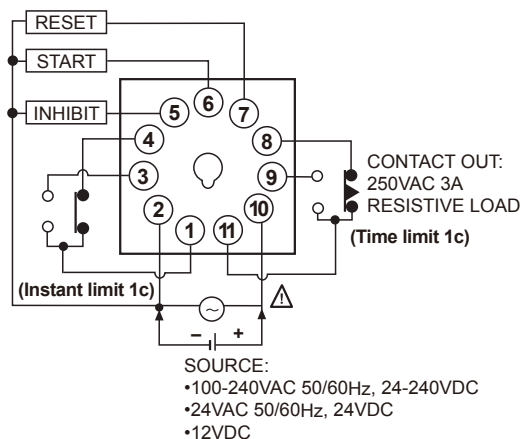 RESET
START
INHIBIT
1
2
3
4
5
6
7
8
9
10
11
CONTACT OUT:
250VAC 3A
RESISTIVE LOAD
(Time limit 1c)
(Instant limit 1c)
~
⚠
− +
SOURCE:
•100-240VAC 50/60Hz, 24-240VDC
•24VAC 50/60Hz, 24VDC
•12VDC